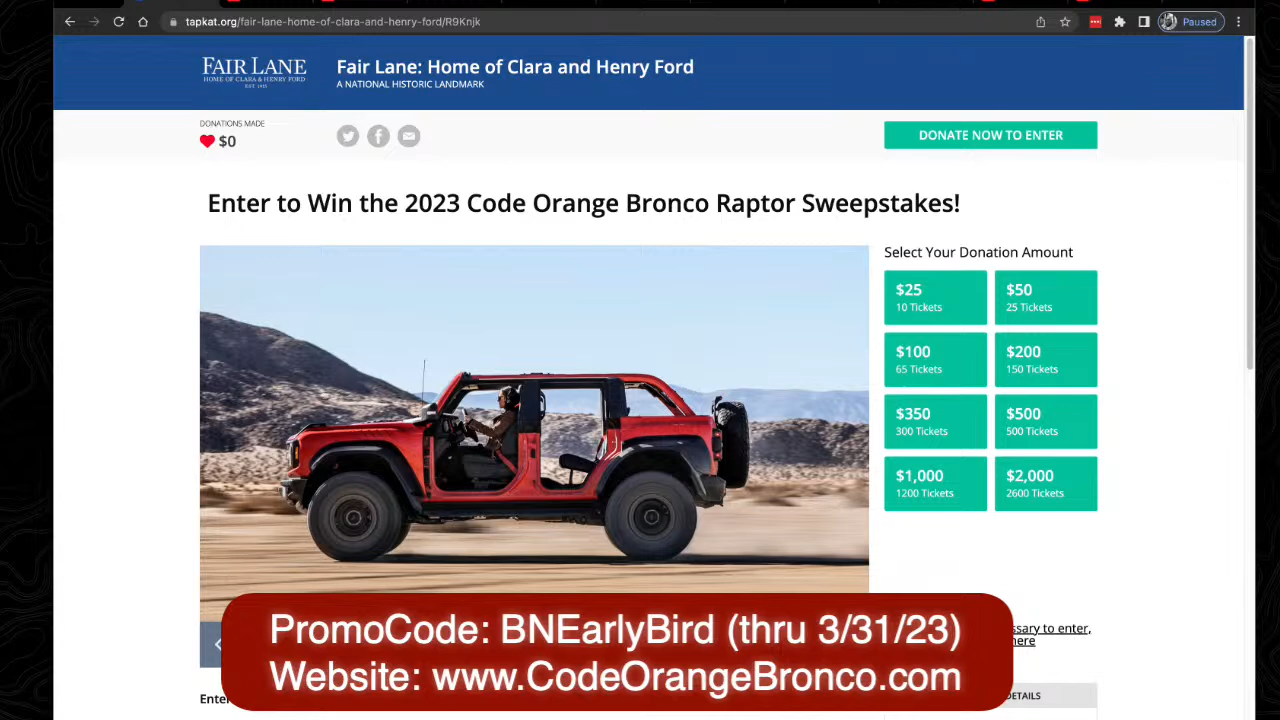 tapkat.org/fair-lane-home-of-clara-and-henry-ford/R9Knjk
Paused
FAIR LANE
HOME OF CLARA & HENRY FORD
Fair Lane: Home of Clara and Henry Ford
A NATIONAL HISTORIC LANDMARK
DONATIONS MADE
$0
DONATE NOW TO ENTER
Enter to Win the 2023 Code Orange Bronco Raptor Sweepstakes!
Select Your Donation Amount
$25
10 Tickets
$50
25 Tickets
$100
65 Tickets
$200
150 Tickets
$350
300 Tickets
$500
500 Tickets
$1,000
1200 Tickets
$2,000
2600 Tickets
ssary to enter,
here
PromoCode: BNEarlyBird (thru 3/31/23)
Website: www.CodeOrangeBronco.com
Enter
DETAILS